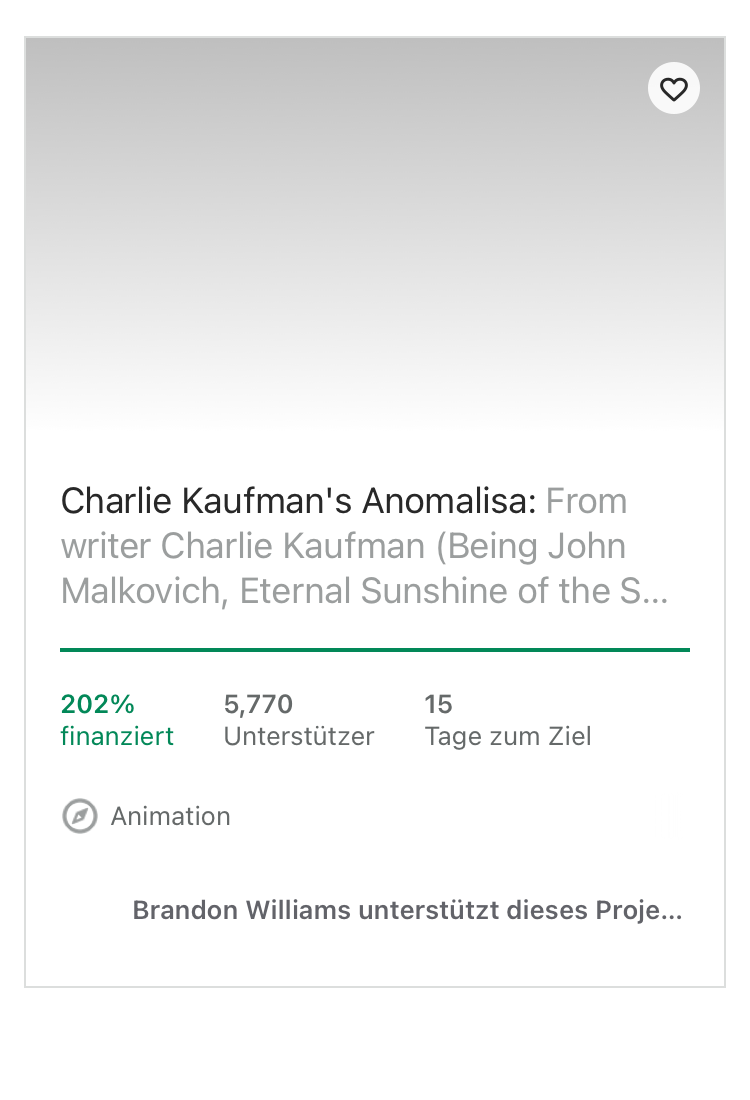 Charlie Kaufman's Anomalisa: From
writer Charlie Kaufman (Being John
Malkovich, Eternal Sunshine of the S...
202%
finanziert
5,770
Unterstützer
15
Tage zum Ziel
Animation
Brandon Williams unterstützt dieses Proje...